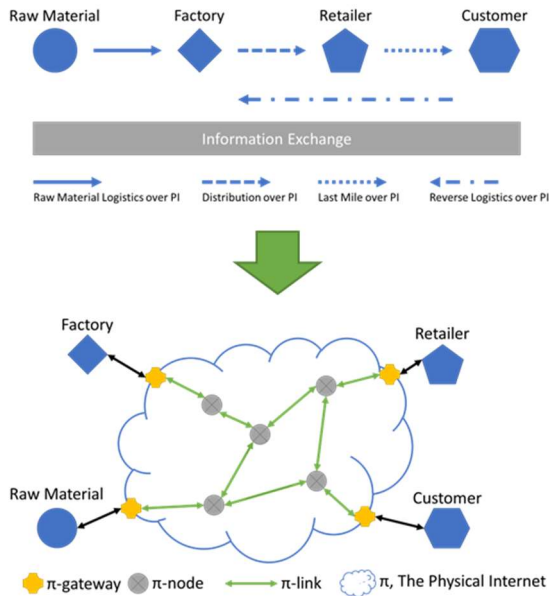 Raw Material
Factory
Retailer
Customer
Information Exchange
Raw Material Logistics over PI
Distribution over PI
Last Mile over PI
Reverse Logistics over PI
Factory
Retailer
Raw Material
Customer
π-gateway
π-node
π-link
π, The Physical Internet